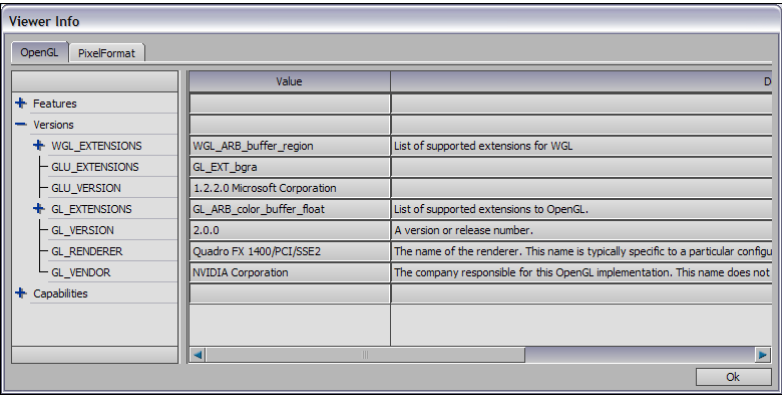 Viewer Info
OpenGL PixelFormat
Value D
Features
Versions
WGL_EXTENSIONS WGL_ARB_buffer_region List of supported extensions for WGL
GLU_EXTENSIONS GL_EXT_bgra
GLU_VERSION 1.2.2.0 Microsoft Corporation
GL_EXTENSIONS GL_ARB_color_buffer_float List of supported extensions to OpenGL.
GL_VERSION 2.0.0 A version or release number.
GL_RENDERER Quadro FX 1400/PCI/SSE2 The name of the renderer. This name is typically specific to a particular configu
GL_VENDOR NVIDIA Corporation The company responsible for this OpenGL implementation. This name does not
Capabilities
Ok